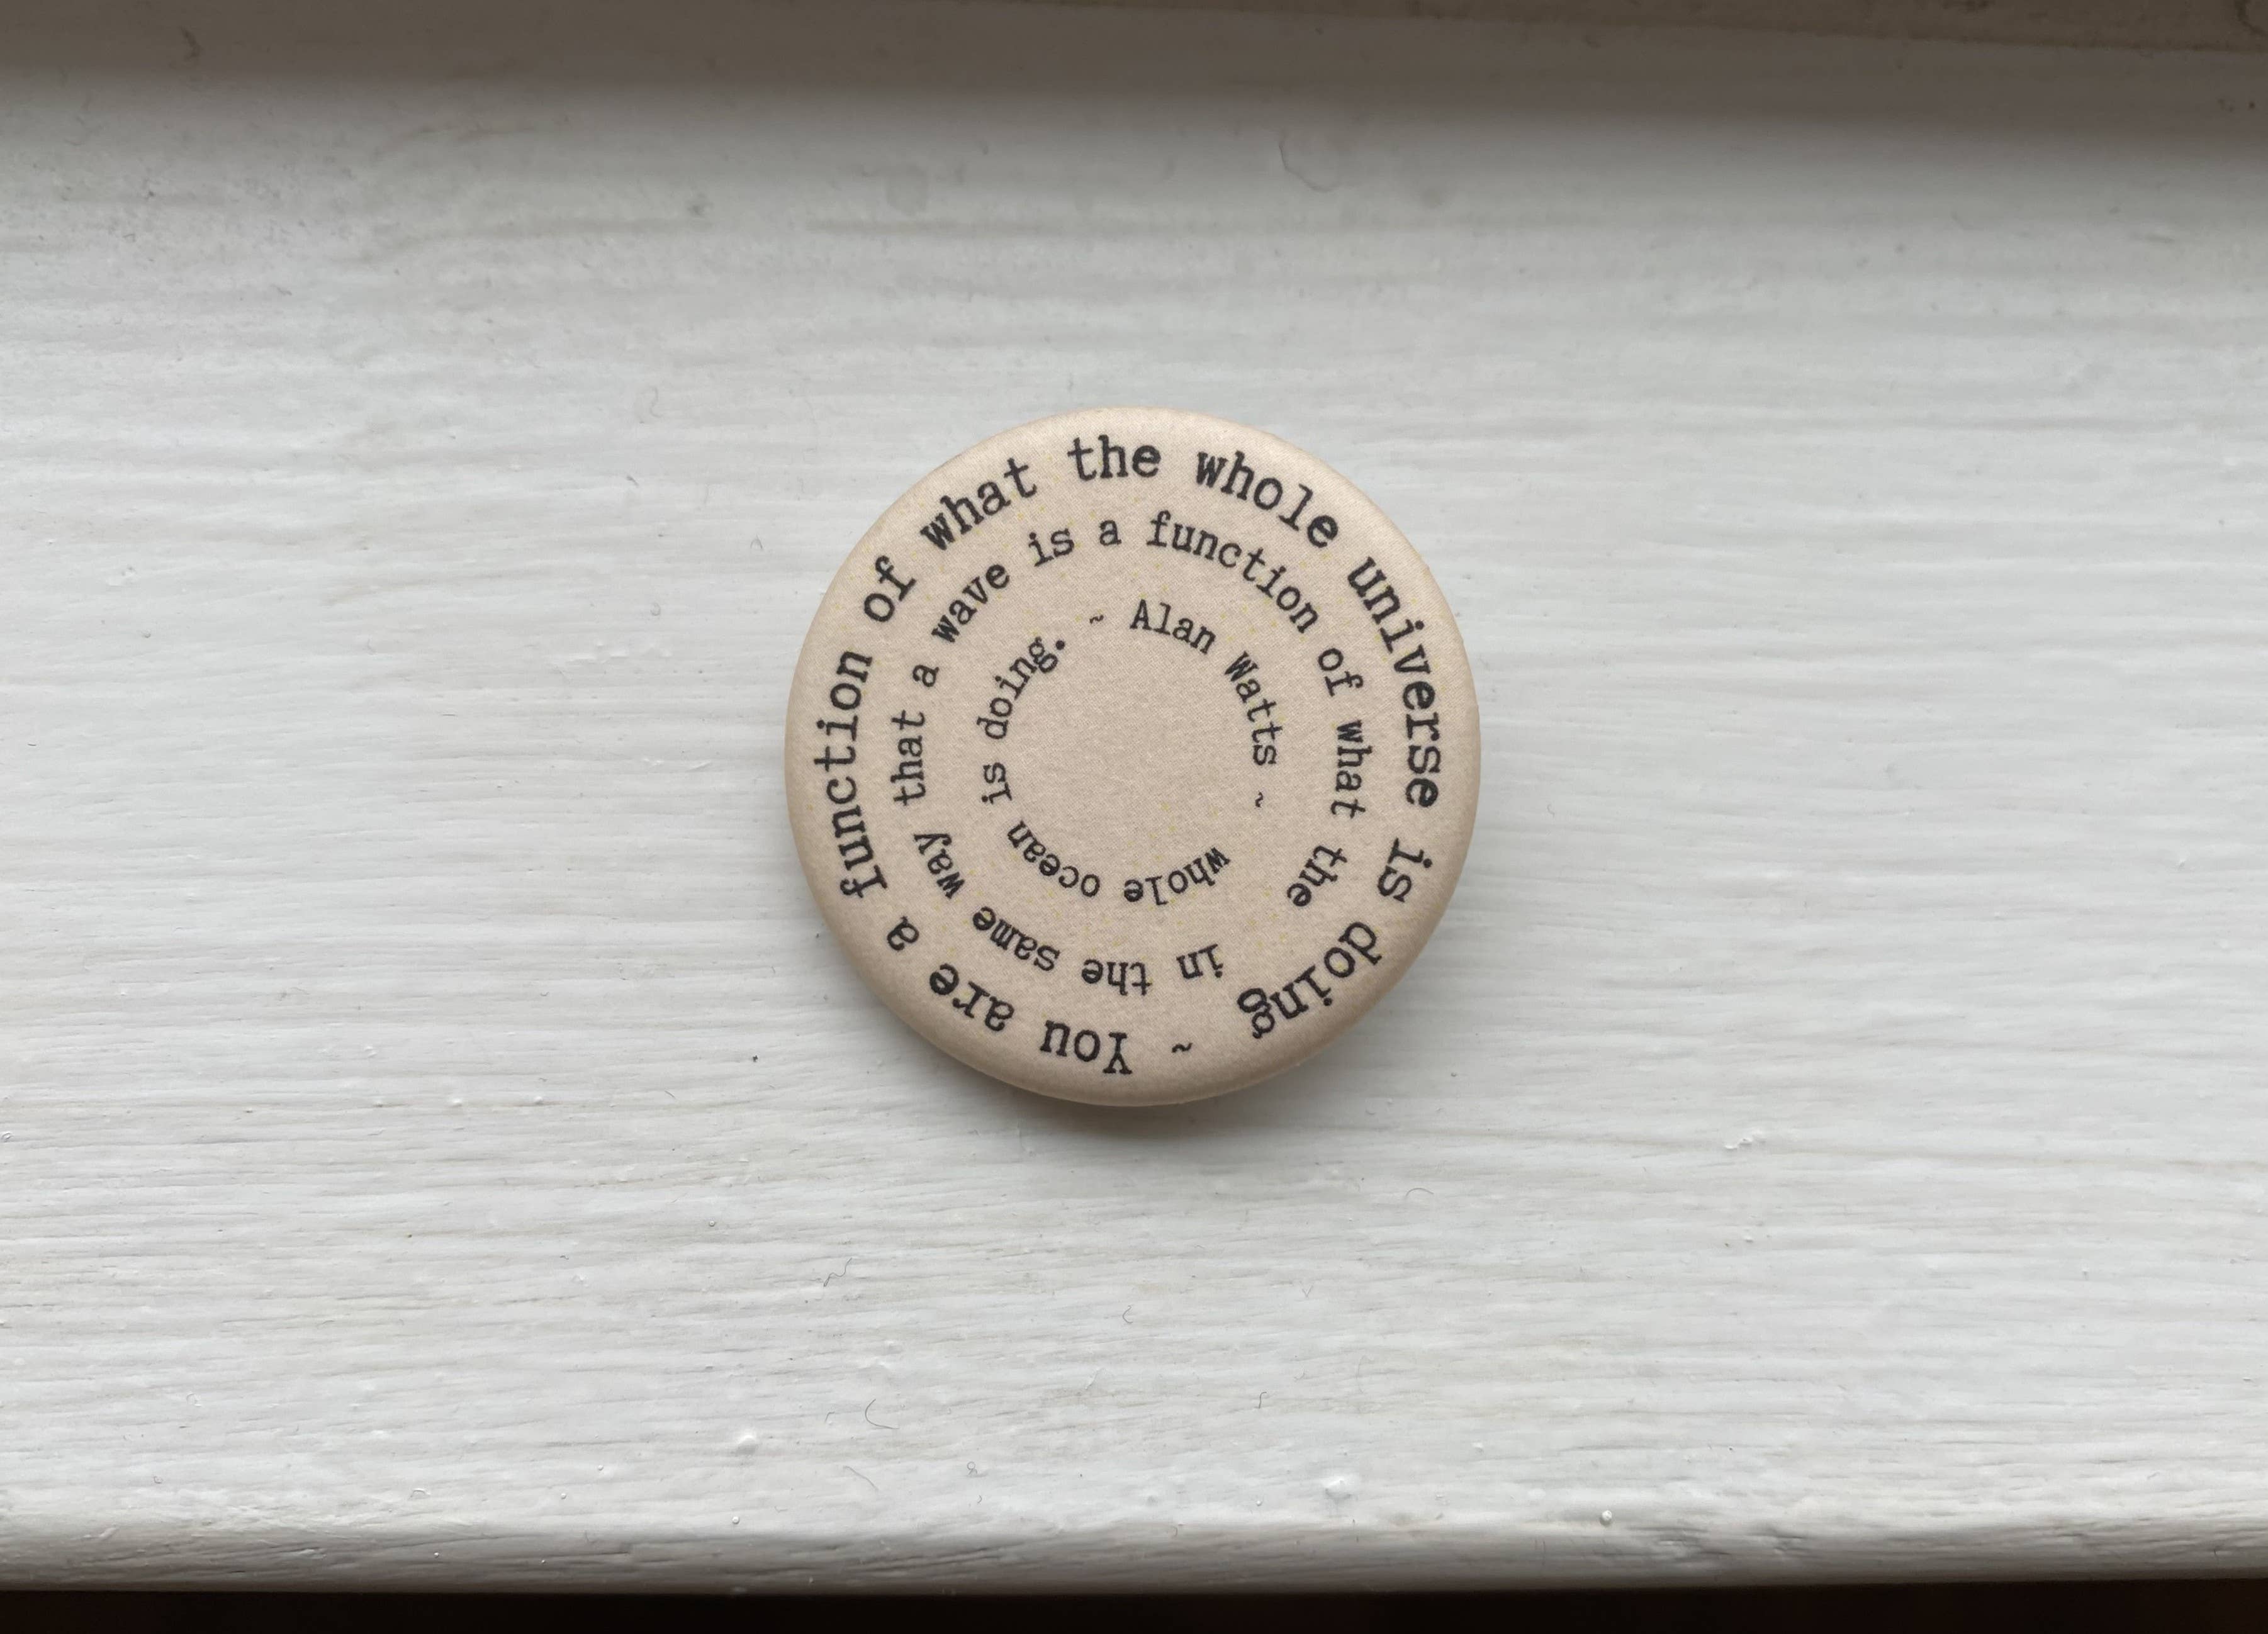 ~ You are a function of what the whole universe is doing
in the same way that a wave is a function of what the
whole ocean is doing. ~ Alan Watts ~